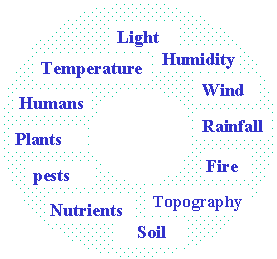 Light
Humidity
Temperature
Wind
Humans
Rainfall
Plants
Fire
pests
Topography
Nutrients
Soil